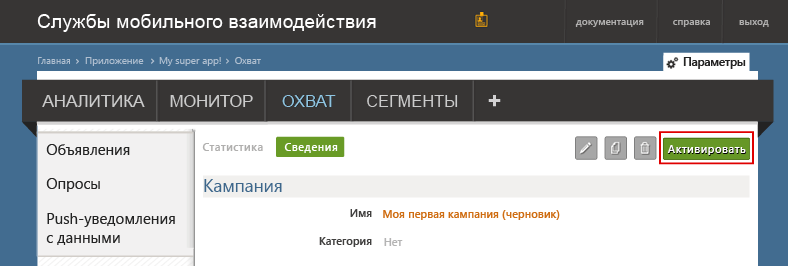 Службы мобильного взаимодействия
документация справка выход
Главная Приложение My super app! Охват
Параметры
АНАЛИТИКА МОНИТОР ОХВАТ СЕГМЕНТЫ +
Объявления
Опросы
Push-уведомления
с данными
Статистика Сведения Активировать
Кампания
Имя Моя первая кампания (черновик)
Категория Нет